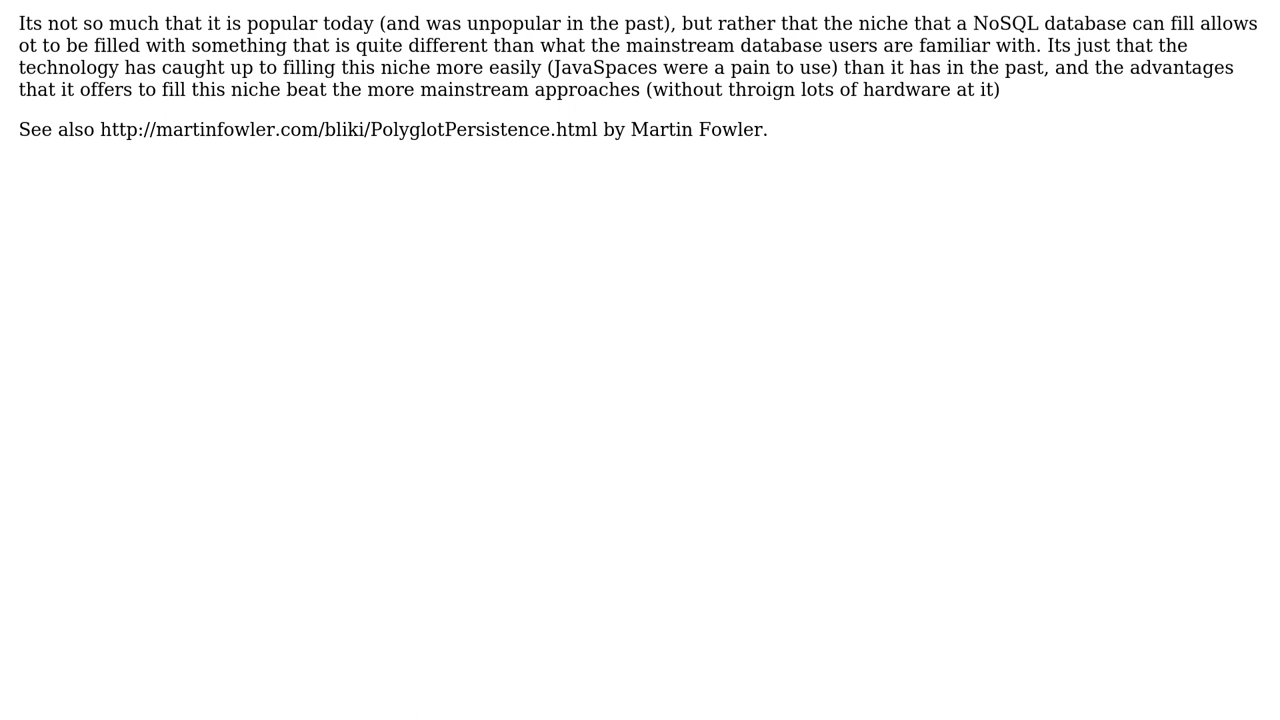 Its not so much that it is popular today (and was unpopular in the past), but rather that the niche that a NoSQL database can fill allows
ot to be filled with something that is quite different than what the mainstream database users are familiar with. Its just that the
technology has caught up to filling this niche more easily (JavaSpaces were a pain to use) than it has in the past, and the advantages
that it offers to fill this niche beat the more mainstream approaches (without throign lots of hardware at it)
See also http://martinfowler.com/bliki/PolyglotPersistence.html by Martin Fowler.